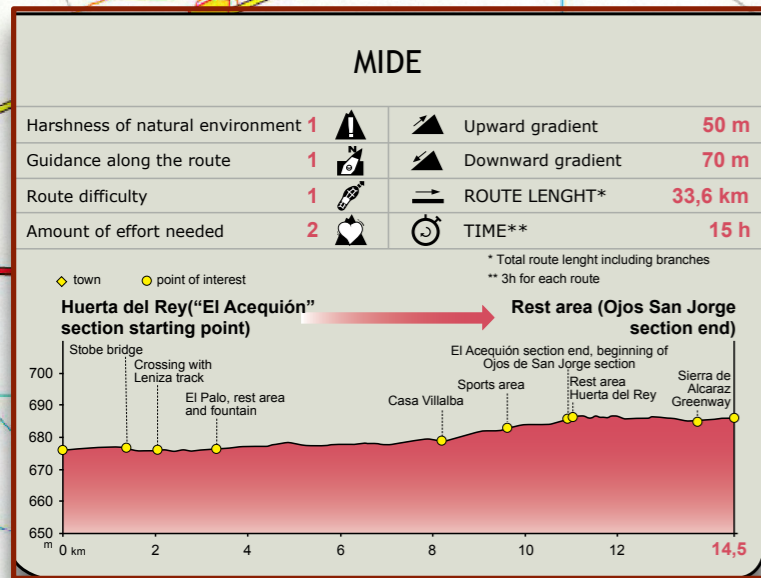 MIDE
Harshness of natural environment 1
Guidance along the route 1
Route difficulty 1
Amount of effort needed 2
Upward gradient 50 m
Downward gradient 70 m
ROUTE LENGHT* 33,6 km
TIME** 15 h
* Total route lenght including branches
** 3h for each route
town
point of interest
Huerta del Rey("El Acequión"
section starting point)
Rest area (Ojos San Jorge
section end)
Stobe bridge
Crossing with
Leniza track
El Palo, rest area
and fountain
Casa Villalba
Sports area
El Acequión section end, beginning of
Ojos de San Jorge section
Rest area
Huerta del Rey
Sierra de
Alcaraz
Greenway
700
690
680
670
660
650
m
0 km
2
4
6
8
10
12
14,5